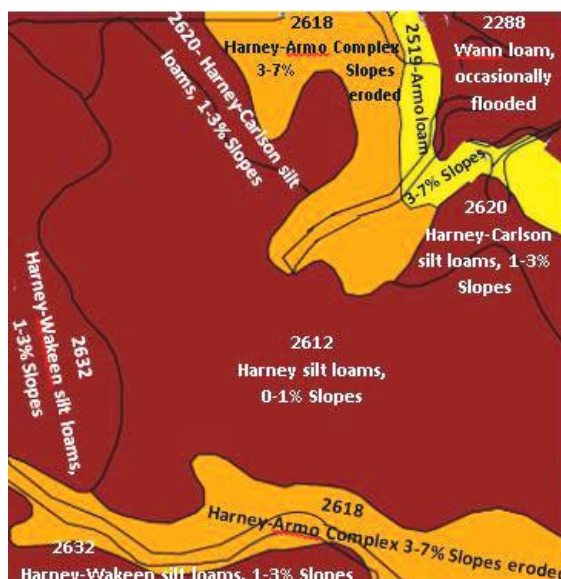 2618
Harney-Armo Complex
3-7% Slopes
eroded
2620- Harney-Carlson silt
loams, 1-3% Slopes
2519-Armo loam
3-7% Slopes
2288
Wann loam,
occasionally
flooded
2620
Harney-Carlson
silt loams, 1-3%
Slopes
2632
Harney-Wakeen silt loams,
1-3% Slopes
2612
Harney silt loams,
0-1% Slopes
2618
Harney-Armo Complex 3-7% Slopes eroded
2632
Harney-Wakeen silt loams, 1-3% Slopes